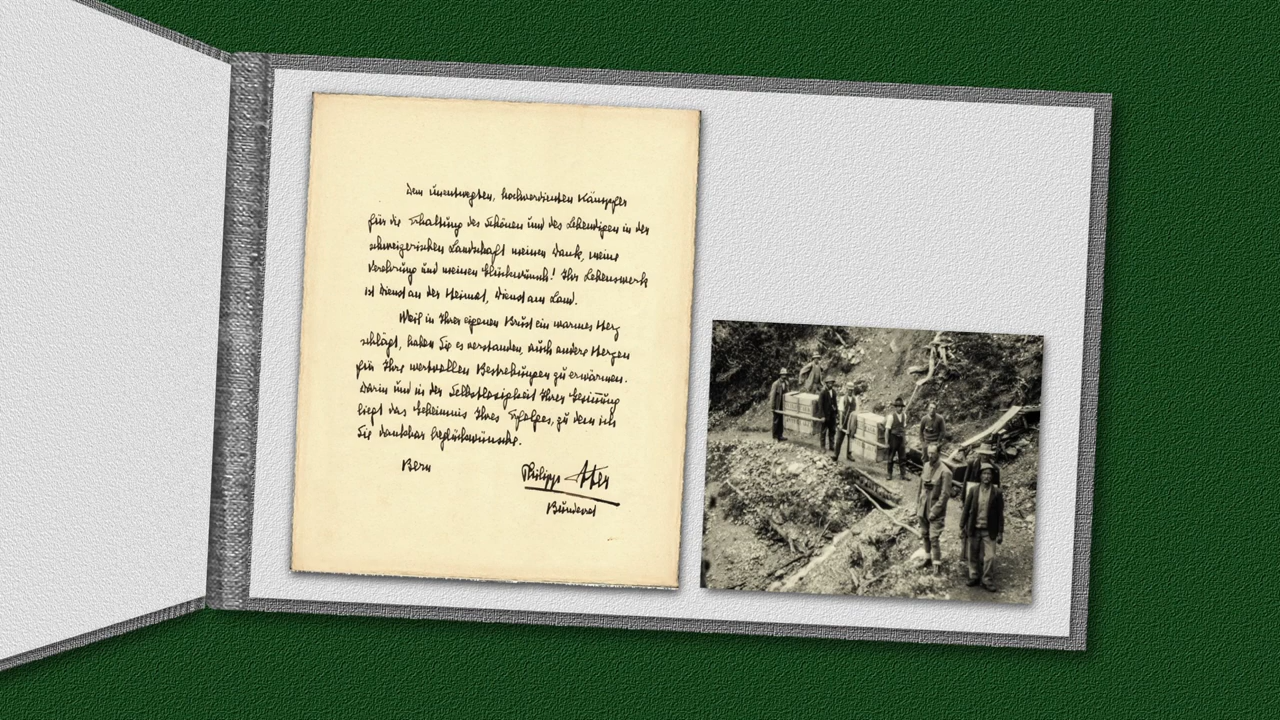 Dem unentwegten, hochverdienten Kämpfer
für die Erhaltung des Schönen und des Lebendigen in der
schweizerischen Landschaft meinen Dank, meine
Verehrung und meinen Glückwunsch! Ihr Lebenswerk
ist Dienst an der Heimat, Dienst am Land.
Weil in Ihrer eigenen Brust ein warmes Herz
schlägt, haben Sie es verstanden, auch andere Herzen
für Ihre wertvollen Bestrebungen zu erwärmen.
Darin und in der Selbstlosigkeit Ihrer Gesinnung
liegt das Geheimnis Ihres Erfolges, zu dem ich
Sie dankbar beglückwünsche.
Bern
Philipp Etter
Bundesrat